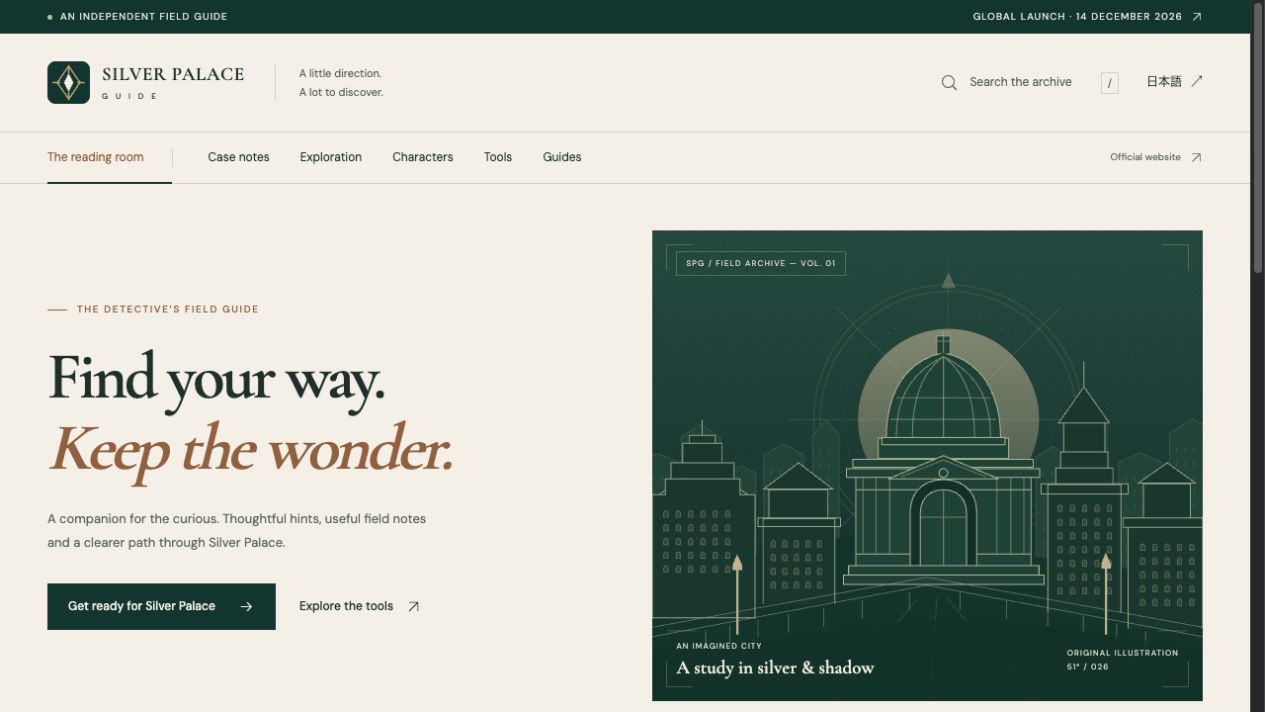 AN INDEPENDENT FIELD GUIDE
GLOBAL LAUNCH · 14 DECEMBER 2026
SILVER PALACE
GUIDE
A little direction.
A lot to discover.
Search the archive
/
日本語
The reading room
Case notes
Exploration
Characters
Tools
Guides
Official website
THE DETECTIVE'S FIELD GUIDE
Find your way.
Keep the wonder.
A companion for the curious. Thoughtful hints, useful field notes
and a clearer path through Silver Palace.
Get ready for Silver Palace
Explore the tools
SPG / FIELD ARCHIVE — VOL. 01
AN IMAGINED CITY
A study in silver & shadow
ORIGINAL ILLUSTRATION
51° / 026